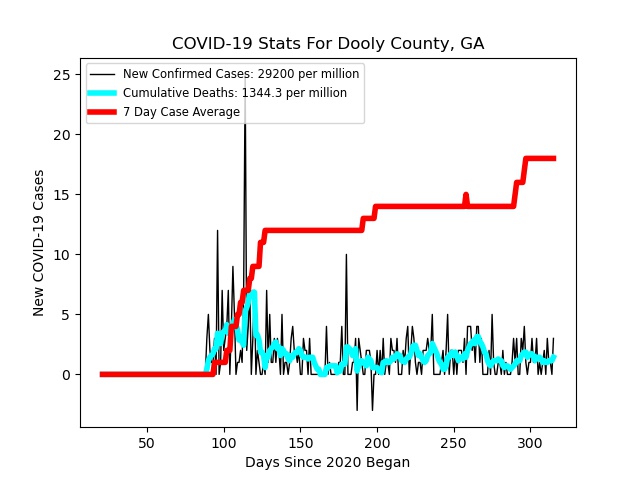 COVID-19 Stats For Dooly County, GA
New Confirmed Cases: 29200 per million
Cumulative Deaths: 1344.3 per million
7 Day Case Average
25
20
15
10
5
0
New COVID-19 Cases
50 100 150 200 250 300
Days Since 2020 Began